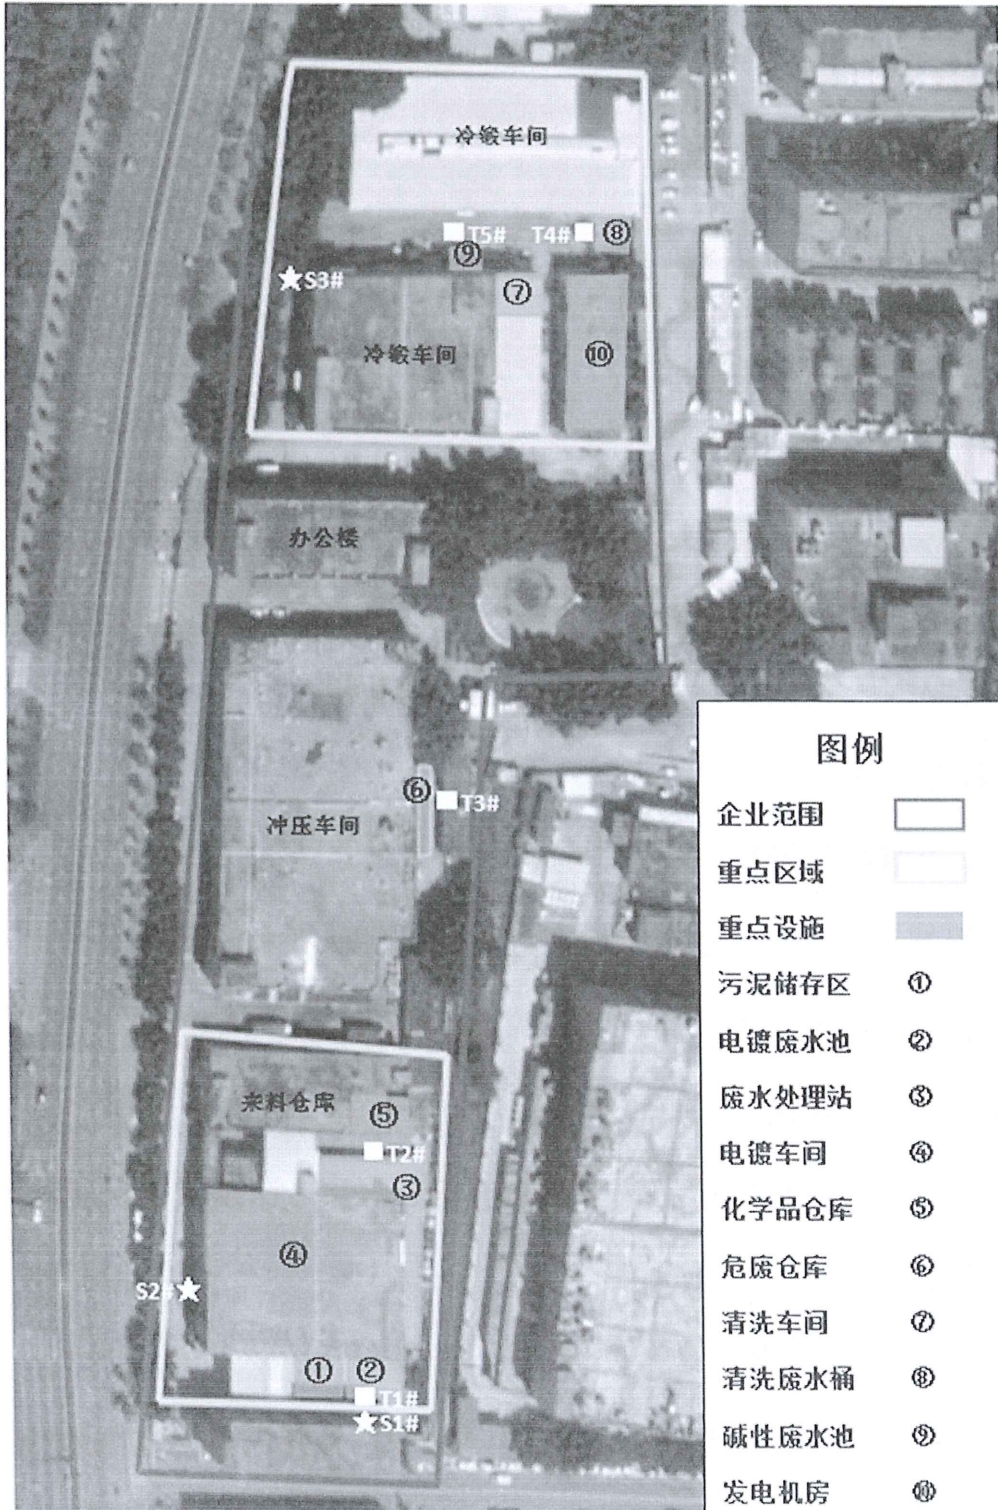 冷锻车间
T5# T4# ⑧
⑨
S3#
⑦
冷锻车间
⑩
办公楼
⑥
T3#
冲压车间
来料仓库
⑤
T2#
③
④
S2#
① ②
T1#
S1#
图例
企业范围
重点区域
重点设施
污泥储存区 ①
电镀废水池 ②
废水处理站 ③
电镀车间 ④
化学品仓库 ⑤
危废仓库 ⑥
清洗车间 ⑦
清洗废水桶 ⑧
碱性废水池 ⑨
发电机房 ⑩